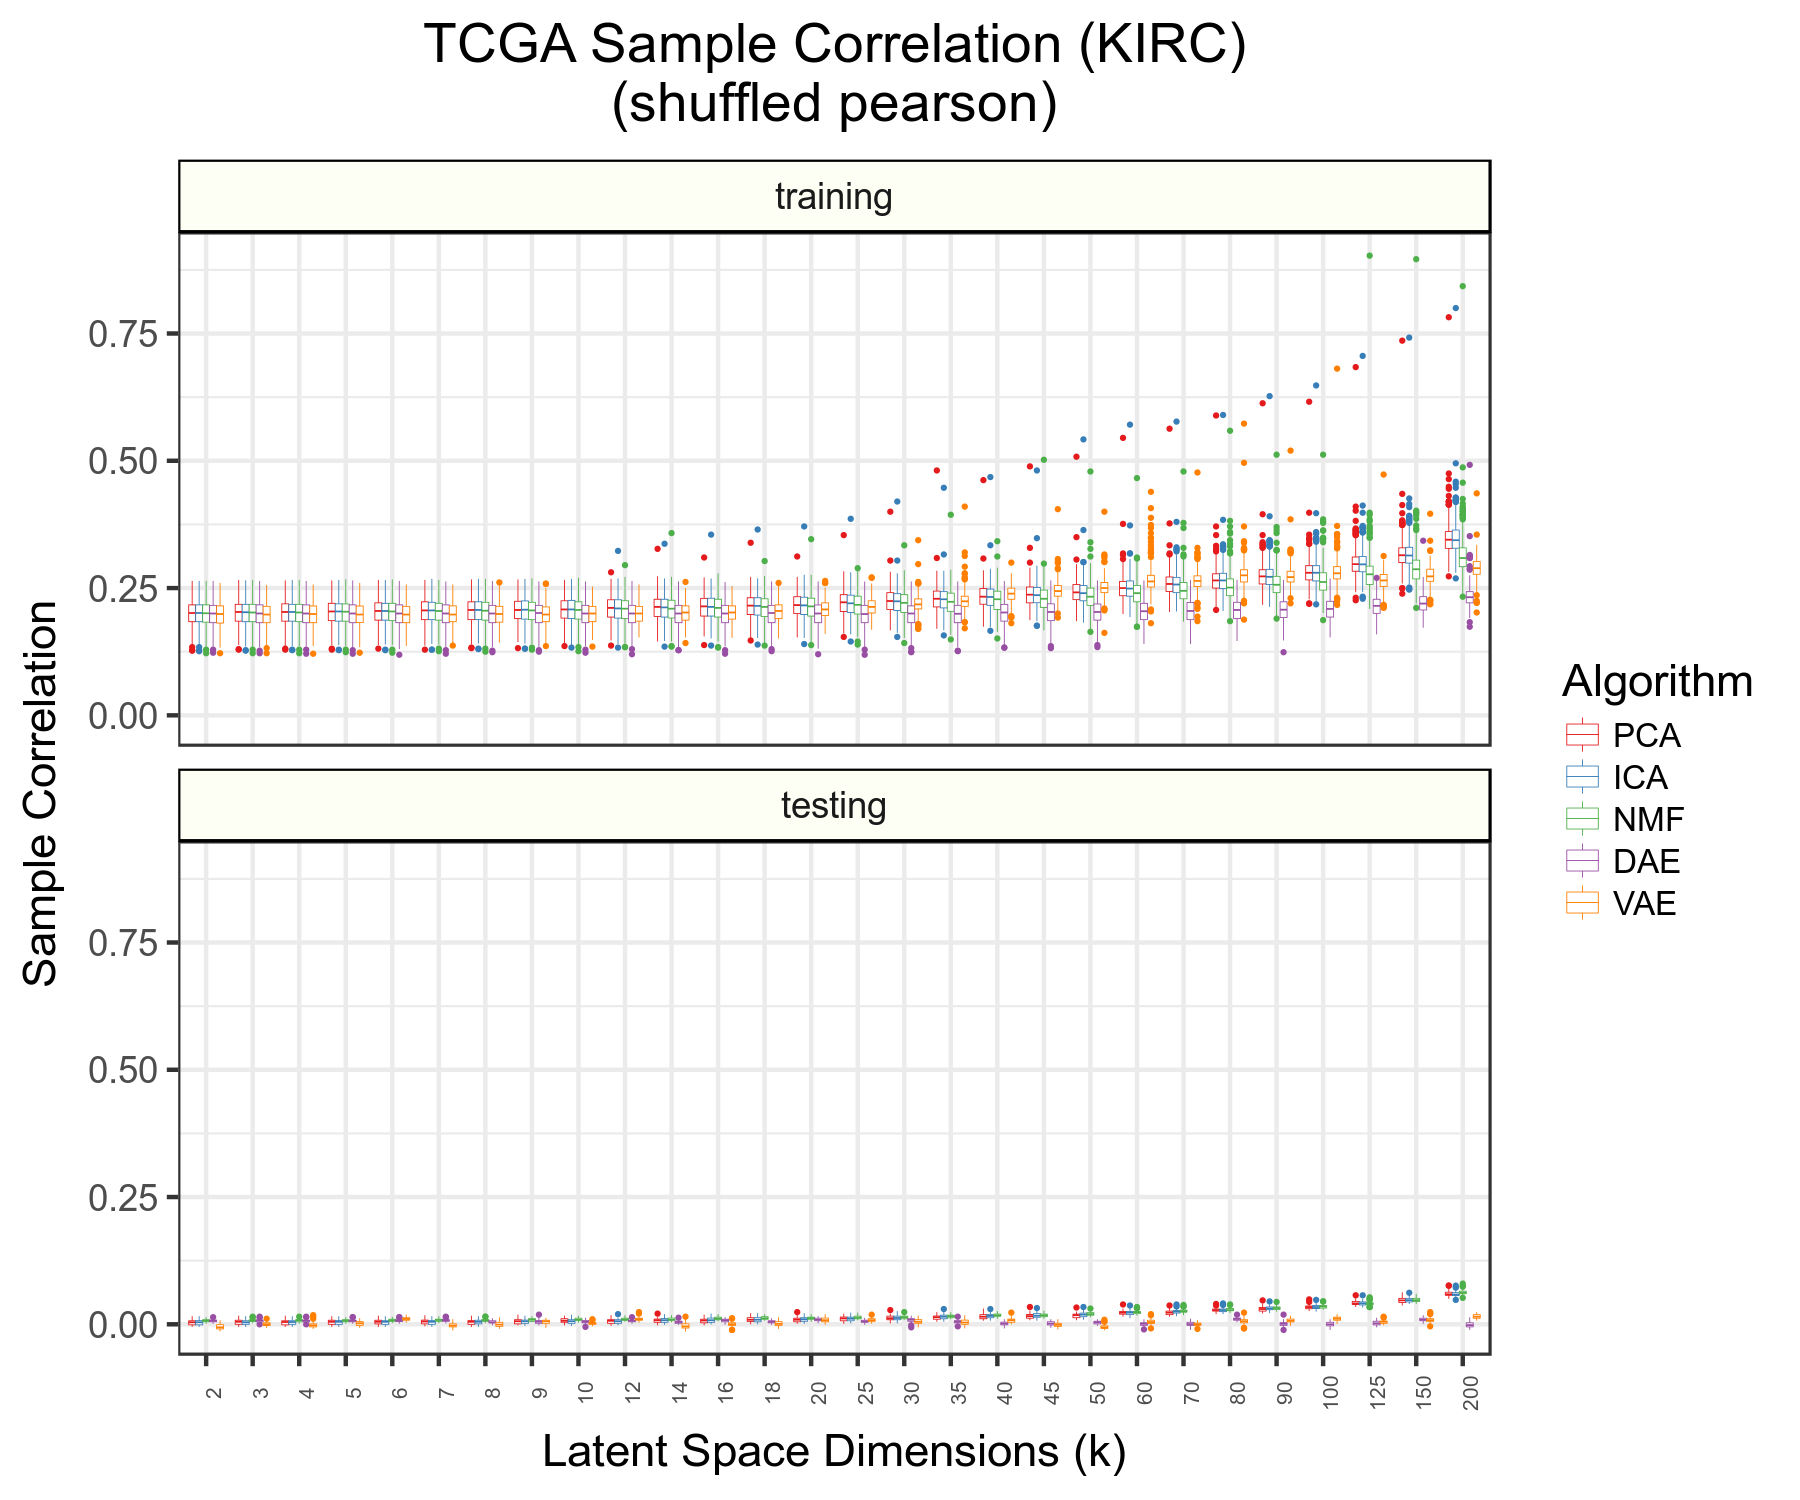 TCGA Sample Correlation (KIRC)
(shuffled pearson)
training
0.75
0.50
0.25
0.00
testing
0.75
0.50
0.25
0.00
Sample Correlation
2 3 4 5 6 7 8 9 10 12 14 16 18 20 25 30 35 40 45 50 60 70 80 90 100 125 150 200
Latent Space Dimensions (k)
Algorithm
PCA
ICA
NMF
DAE
VAE